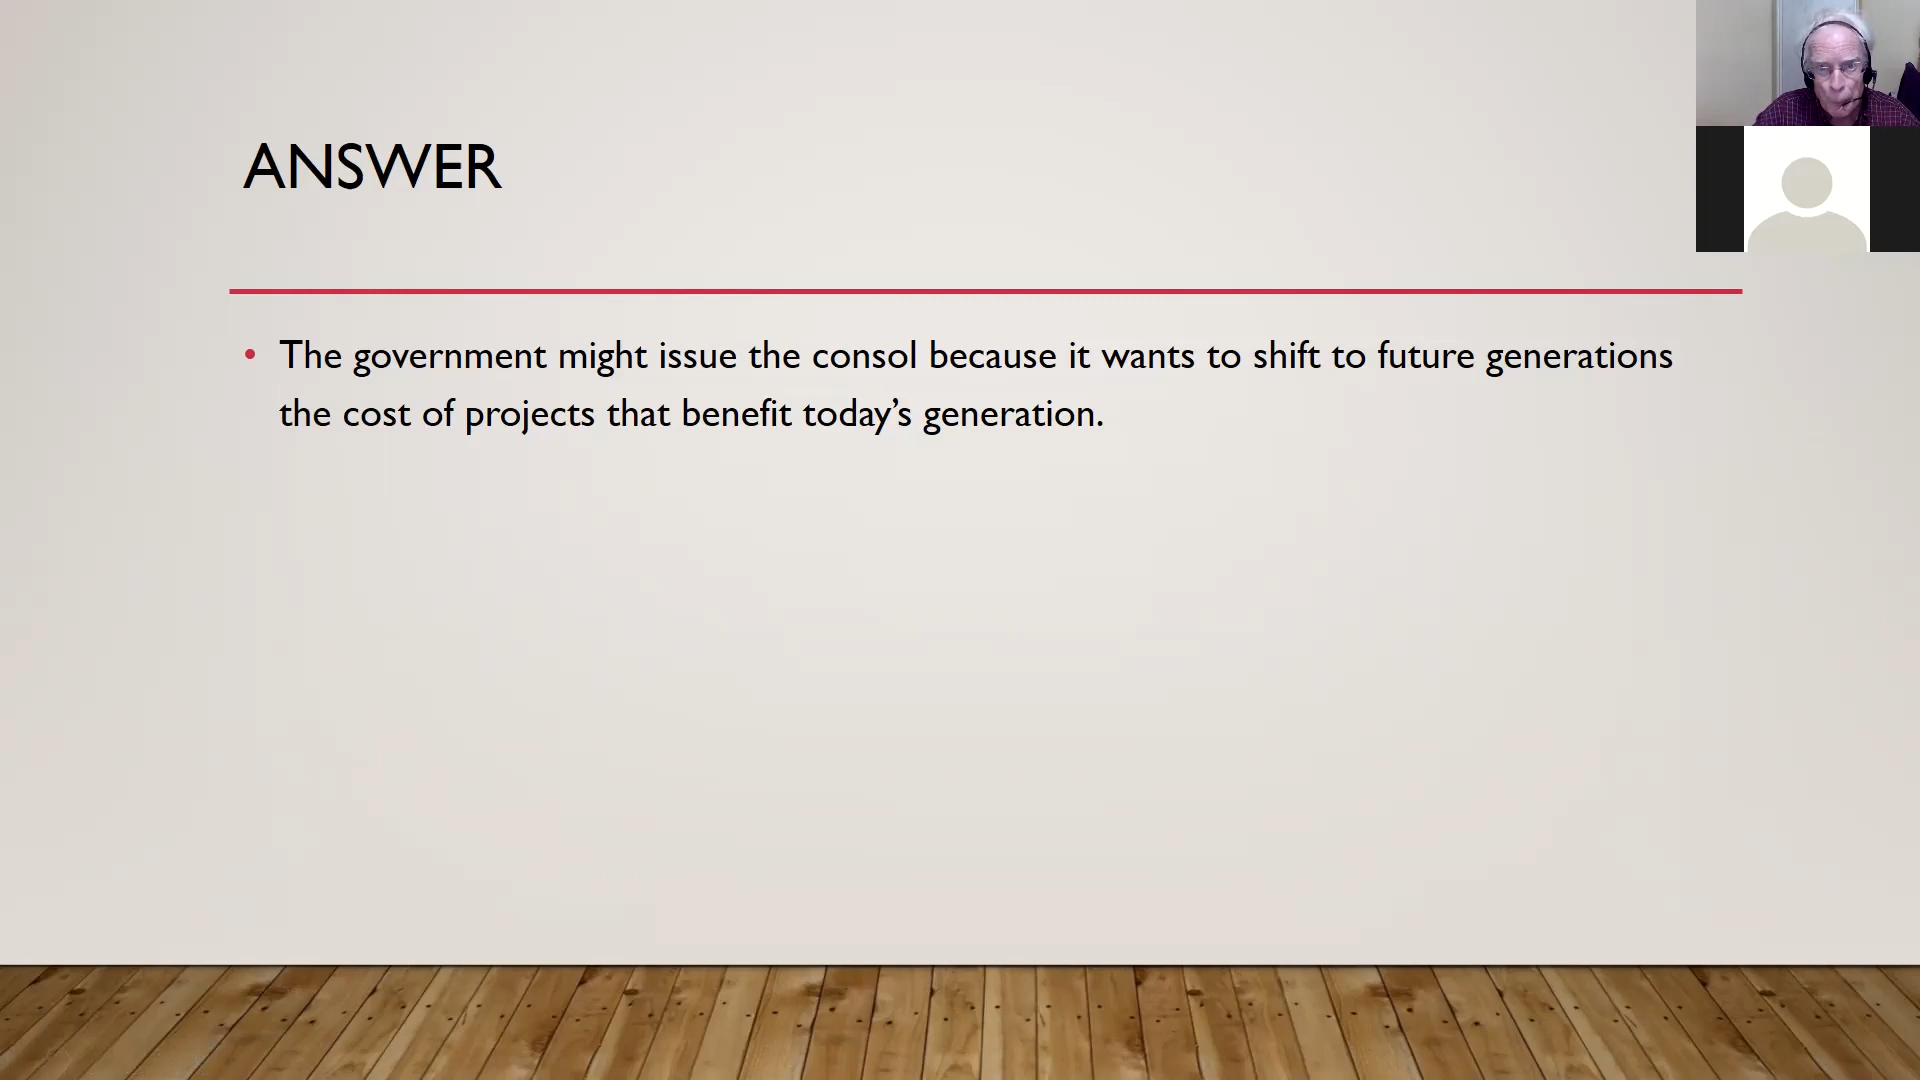 ANSWER
• The government might issue the consol because it wants to shift to future generations
the cost of projects that benefit today’s generation.